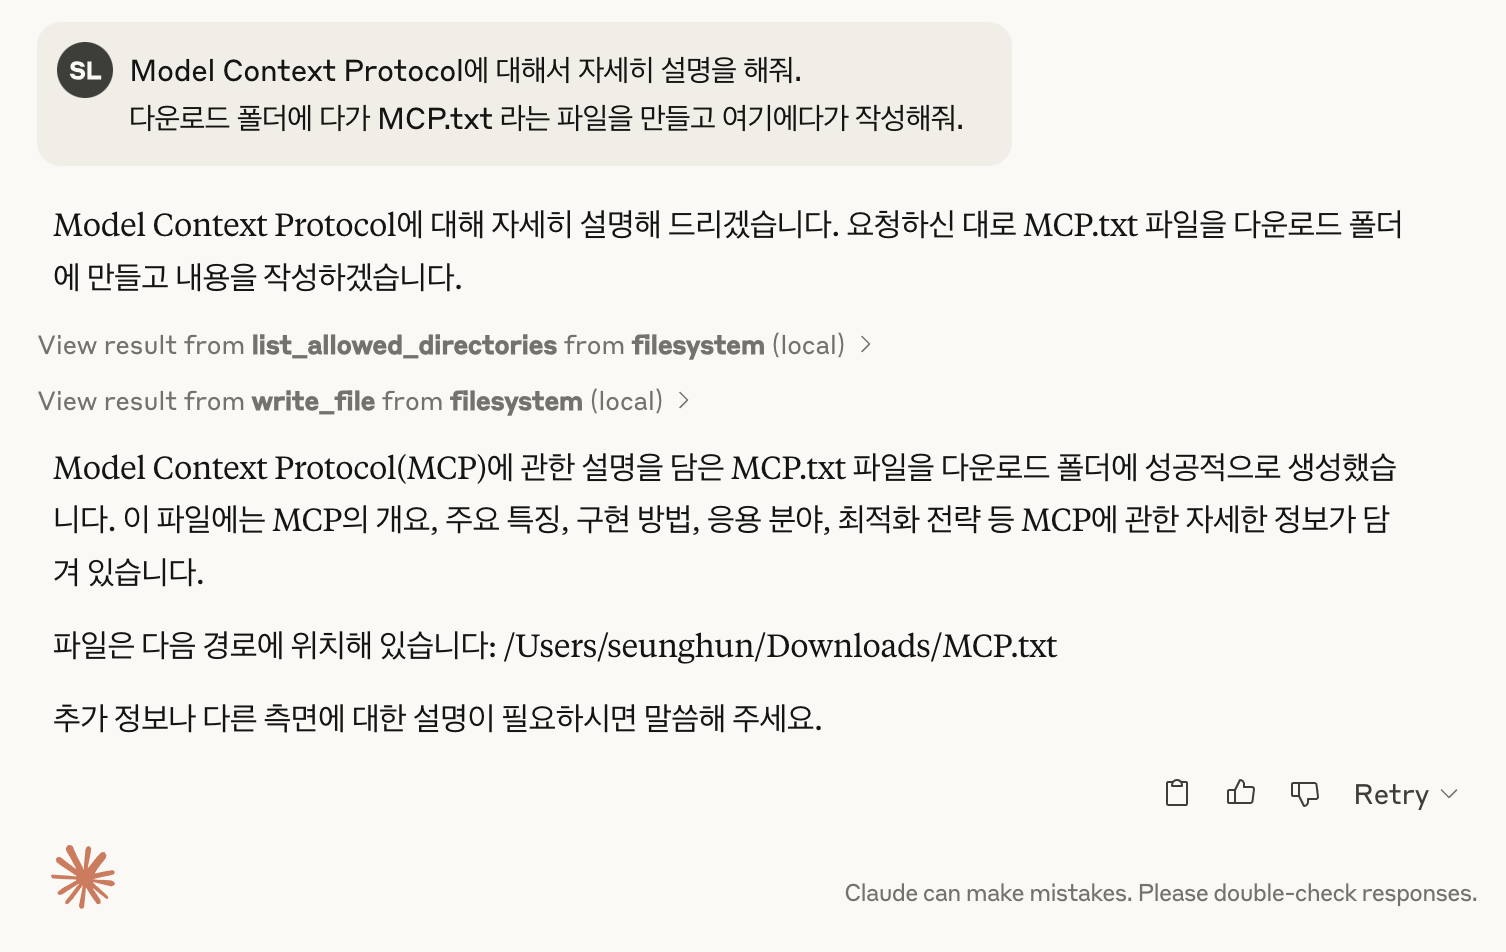 SL
Model Context Protocol에 대해서 자세히 설명을 해줘.
다운로드 폴더에 다가 MCP.txt 라는 파일을 만들고 여기에다가 작성해줘.
Model Context Protocol에 대해 자세히 설명해 드리겠습니다. 요청하신 대로 MCP.txt 파일을 다운로드 폴더
에 만들고 내용을 작성하겠습니다.
View result from list_allowed_directories from filesystem (local)
View result from write_file from filesystem (local)
Model Context Protocol(MCP)에 관한 설명을 담은 MCP.txt 파일을 다운로드 폴더에 성공적으로 생성했습
니다. 이 파일에는 MCP의 개요, 주요 특징, 구현 방법, 응용 분야, 최적화 전략 등 MCP에 관한 자세한 정보가 담
겨 있습니다.
파일은 다음 경로에 위치해 있습니다: /Users/seunghun/Downloads/MCP.txt
추가 정보나 다른 측면에 대한 설명이 필요하시면 말씀해 주세요.
Retry
Claude can make mistakes. Please double-check responses.